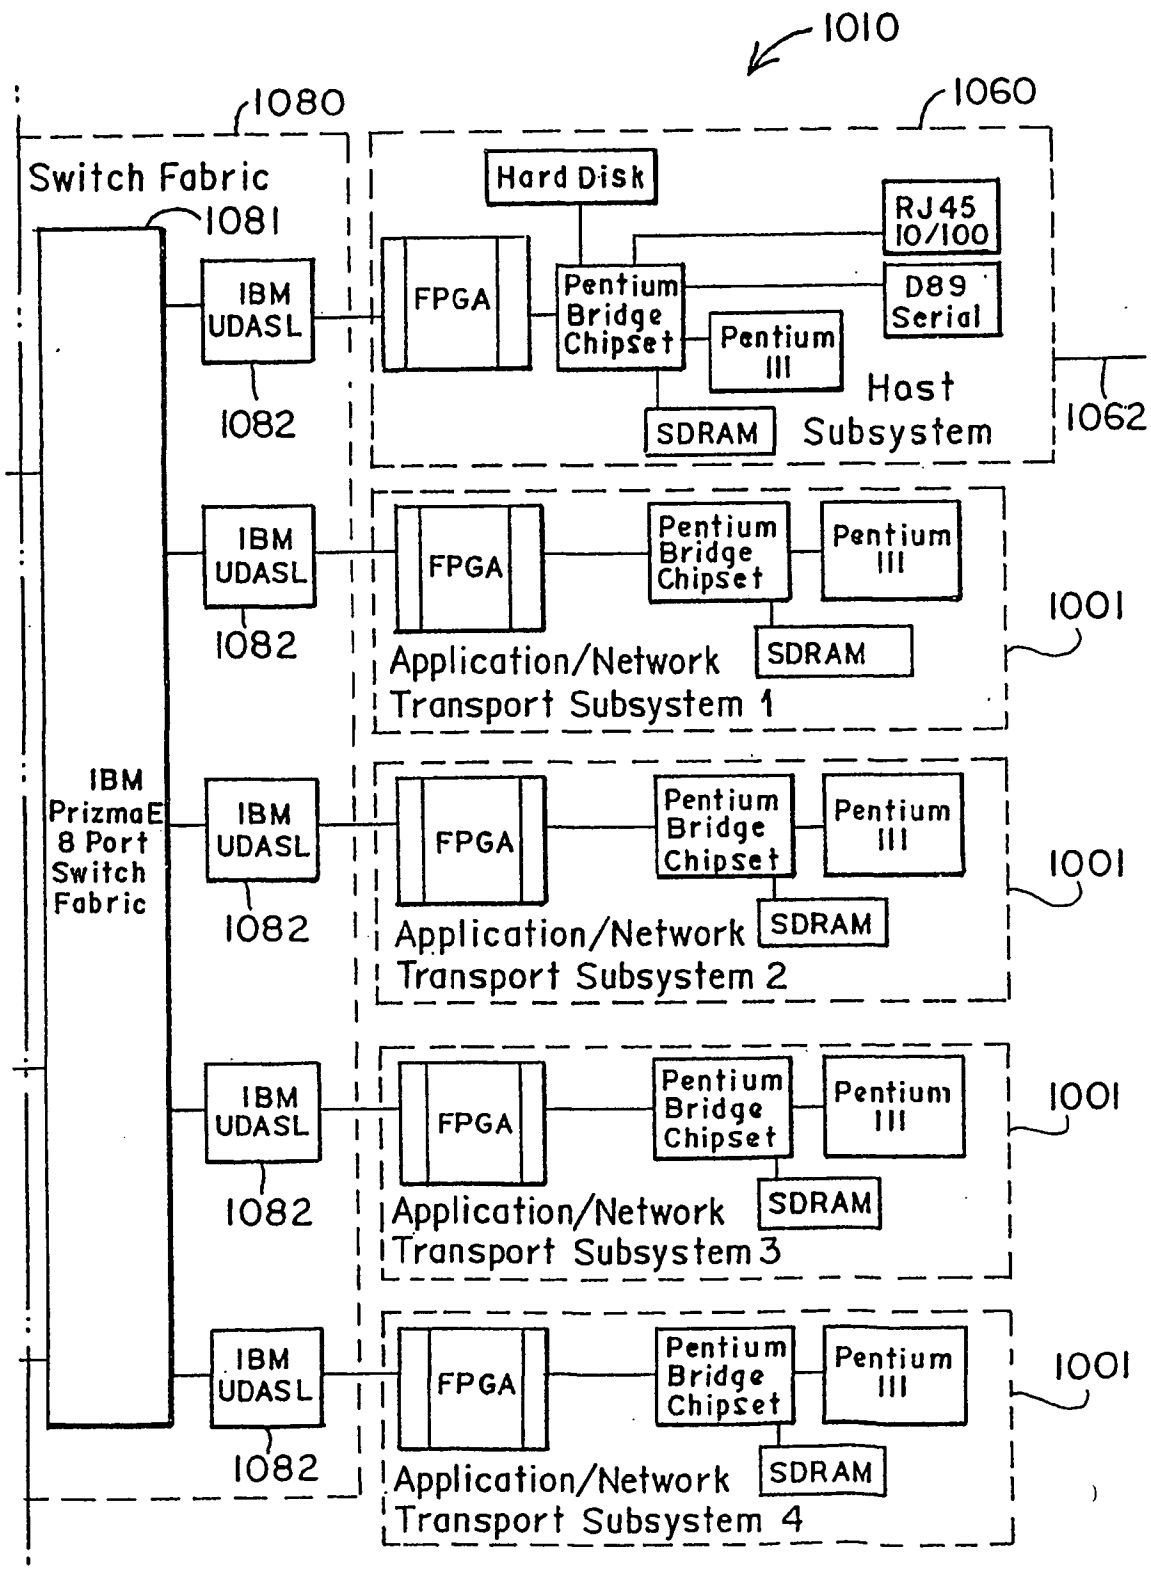 1010
1080
1060
Switch Fabric
1081
Hard Disk
RJ45
10/100
IBM
UDASL
FPGA
Pentium
Bridge
Chipset
D89
Serial
Pentium
III
Host
Subsystem
1062
1082
SDRAM
IBM
UDASL
FPGA
Pentium
Bridge
Chipset
Pentium
III
1001
1082
SDRAM
Application/Network
Transport Subsystem 1
IBM
PrizmaE
8 Port
Switch
Fabric
IBM
UDASL
FPGA
Pentium
Bridge
Chipset
Pentium
III
1001
1082
SDRAM
Application/Network
Transport Subsystem 2
IBM
UDASL
FPGA
Pentium
Bridge
Chipset
Pentium
III
1001
1082
SDRAM
Application/Network
Transport Subsystem 3
IBM
UDASL
FPGA
Pentium
Bridge
Chipset
Pentium
III
1001
1082
SDRAM
Application/Network
Transport Subsystem 4